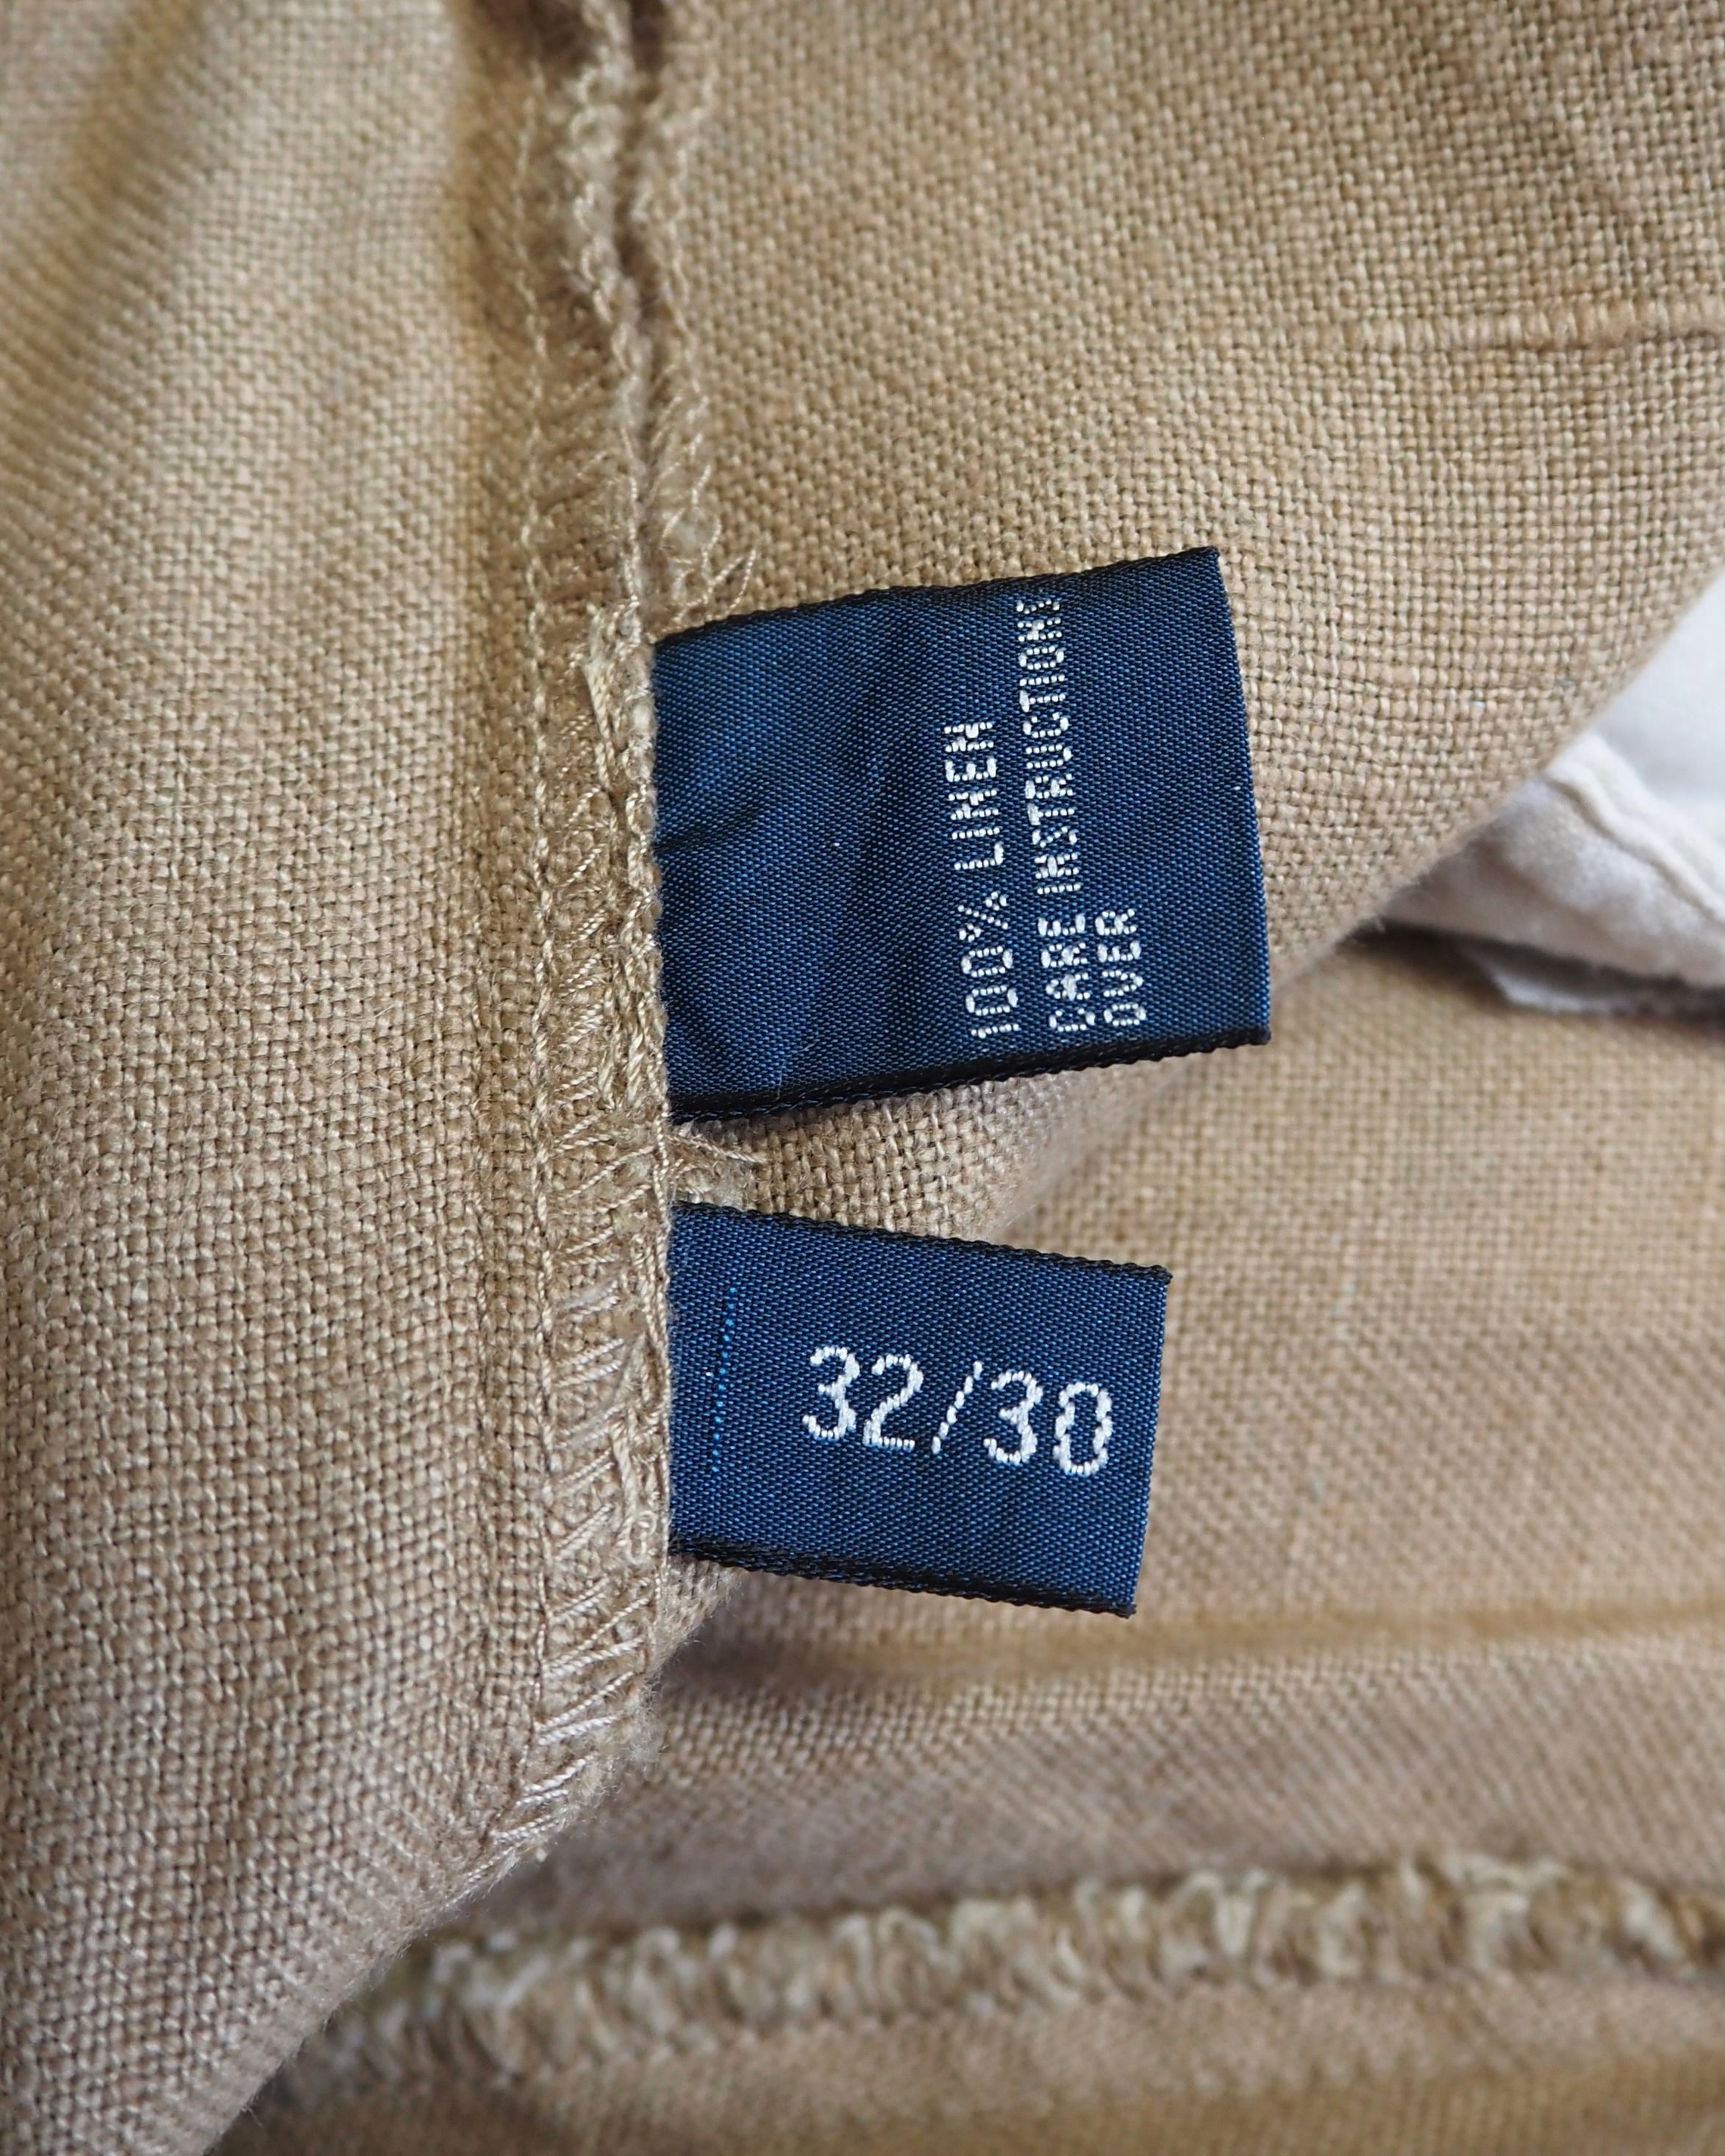 100% LINEN
CARE INSTRUCTIONS
OVER
32/30